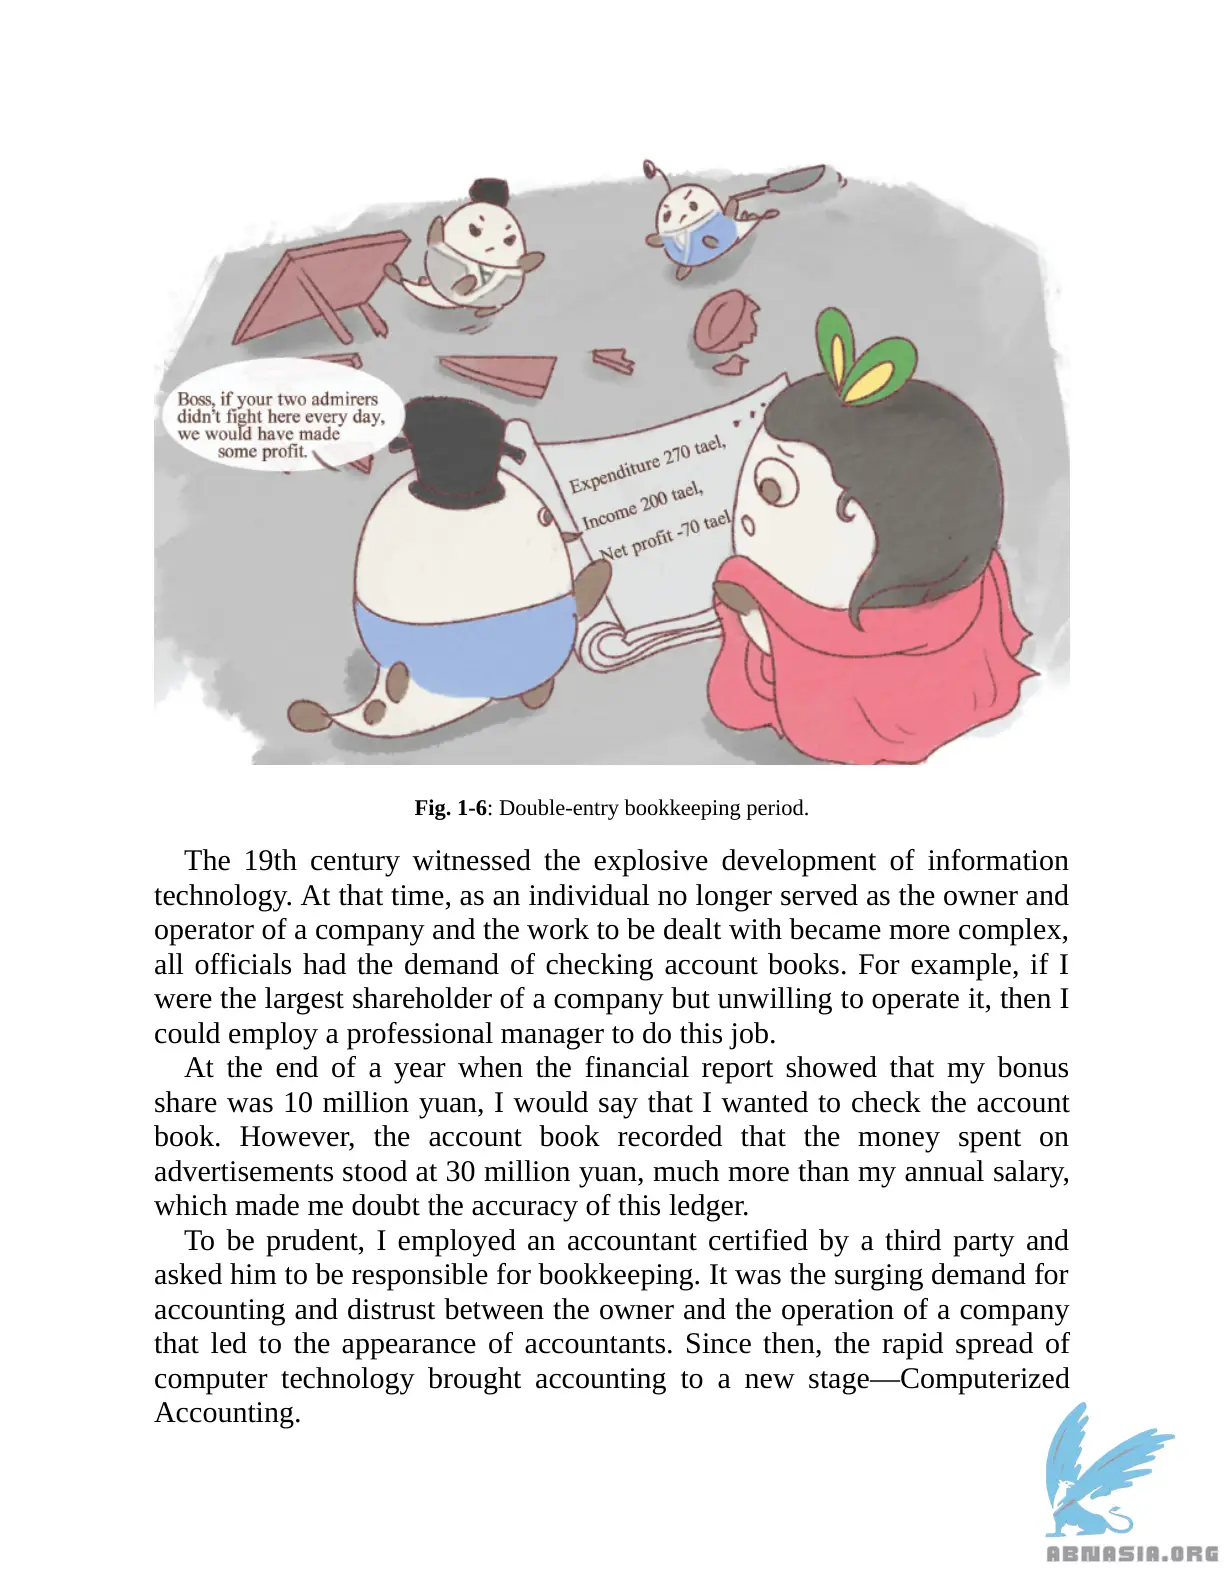 Boss, if your two admirers
didn't fight here every day,
we would have made
some profit.
Expenditure 270 tael,
Income 200 tael,
Net profit -70 tael
Fig. 1-6: Double-entry bookkeeping period.
The 19th century witnessed the explosive development of information
technology. At that time, as an individual no longer served as the owner and
operator of a company and the work to be dealt with became more complex,
all officials had the demand of checking account books. For example, if I
were the largest shareholder of a company but unwilling to operate it, then I
could employ a professional manager to do this job.
At the end of a year when the financial report showed that my bonus
share was 10 million yuan, I would say that I wanted to check the account
book. However, the account book recorded that the money spent on
advertisements stood at 30 million yuan, much more than my annual salary,
which made me doubt the accuracy of this ledger.
To be prudent, I employed an accountant certified by a third party and
asked him to be responsible for bookkeeping. It was the surging demand for
accounting and distrust between the owner and the operation of a company
that led to the appearance of accountants. Since then, the rapid spread of
computer technology brought accounting to a new stage—Computerized
Accounting.
ABNASIA.ORG